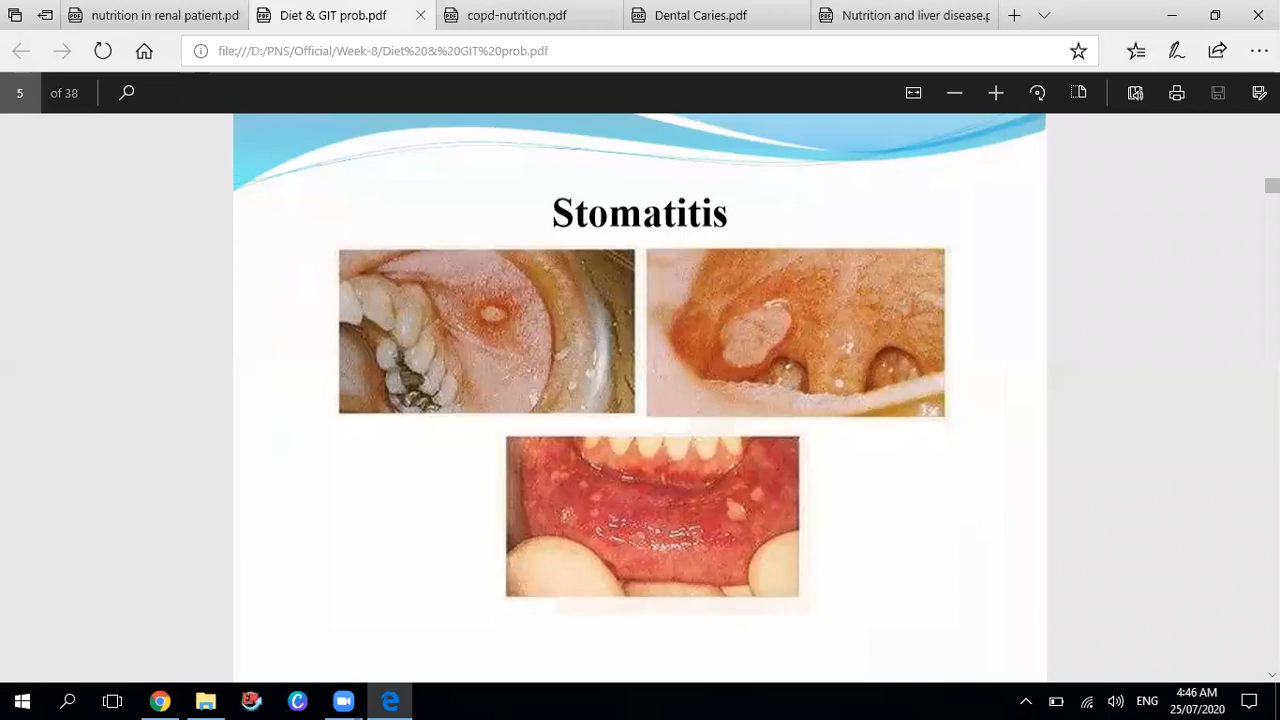 nutrition in renal patient.pdf
Diet & GIT prob.pdf
copd-nutrition.pdf
Dental Caries.pdf
Nutrition and liver disease.p
file:///D:/PNS/Official/Week-8/Diet%20&%20GIT%20prob.pdf
5 of 38
Stomatitis
ENG
4:46 AM
25/07/2020